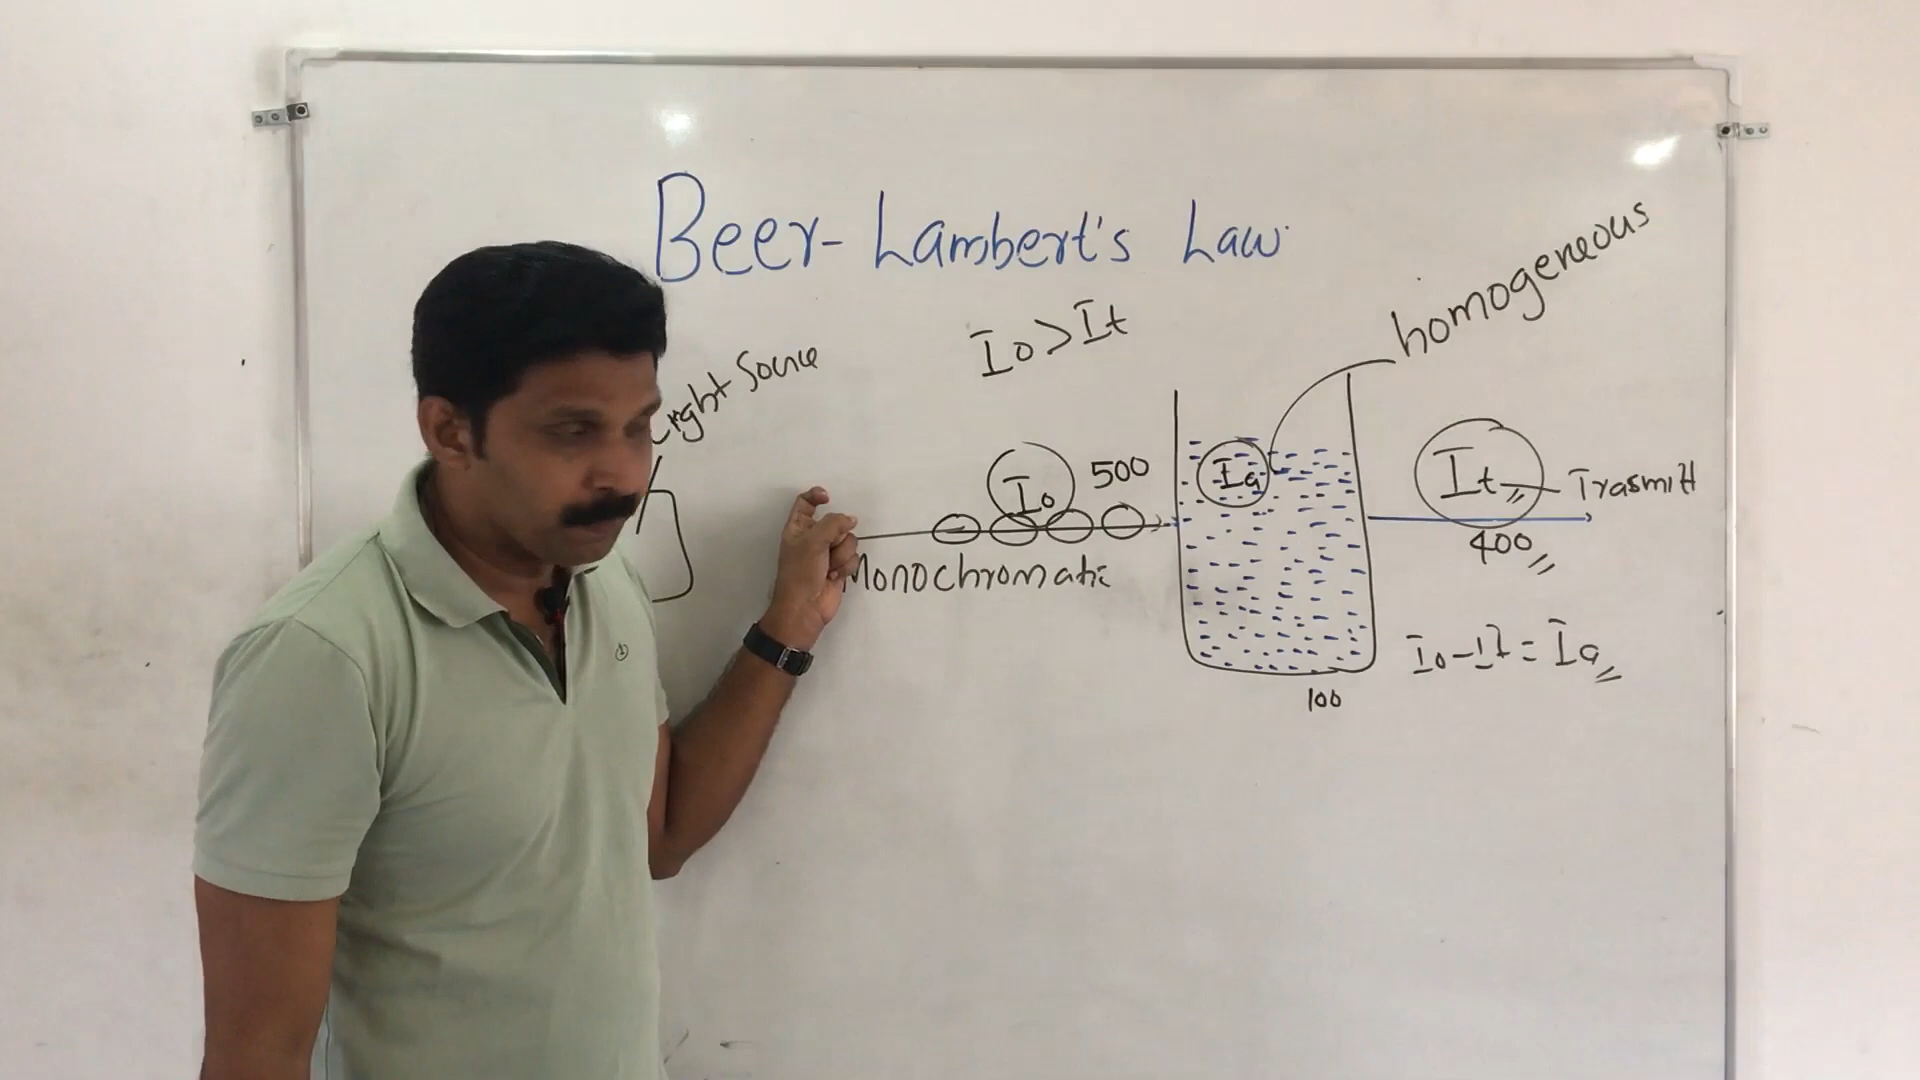 Beer-Lambert's Law
homogeneous
Io>It
Light Source
Io
500
Ia
It
Trasmitt
Monochromatic
400
Io-It=Ia
100